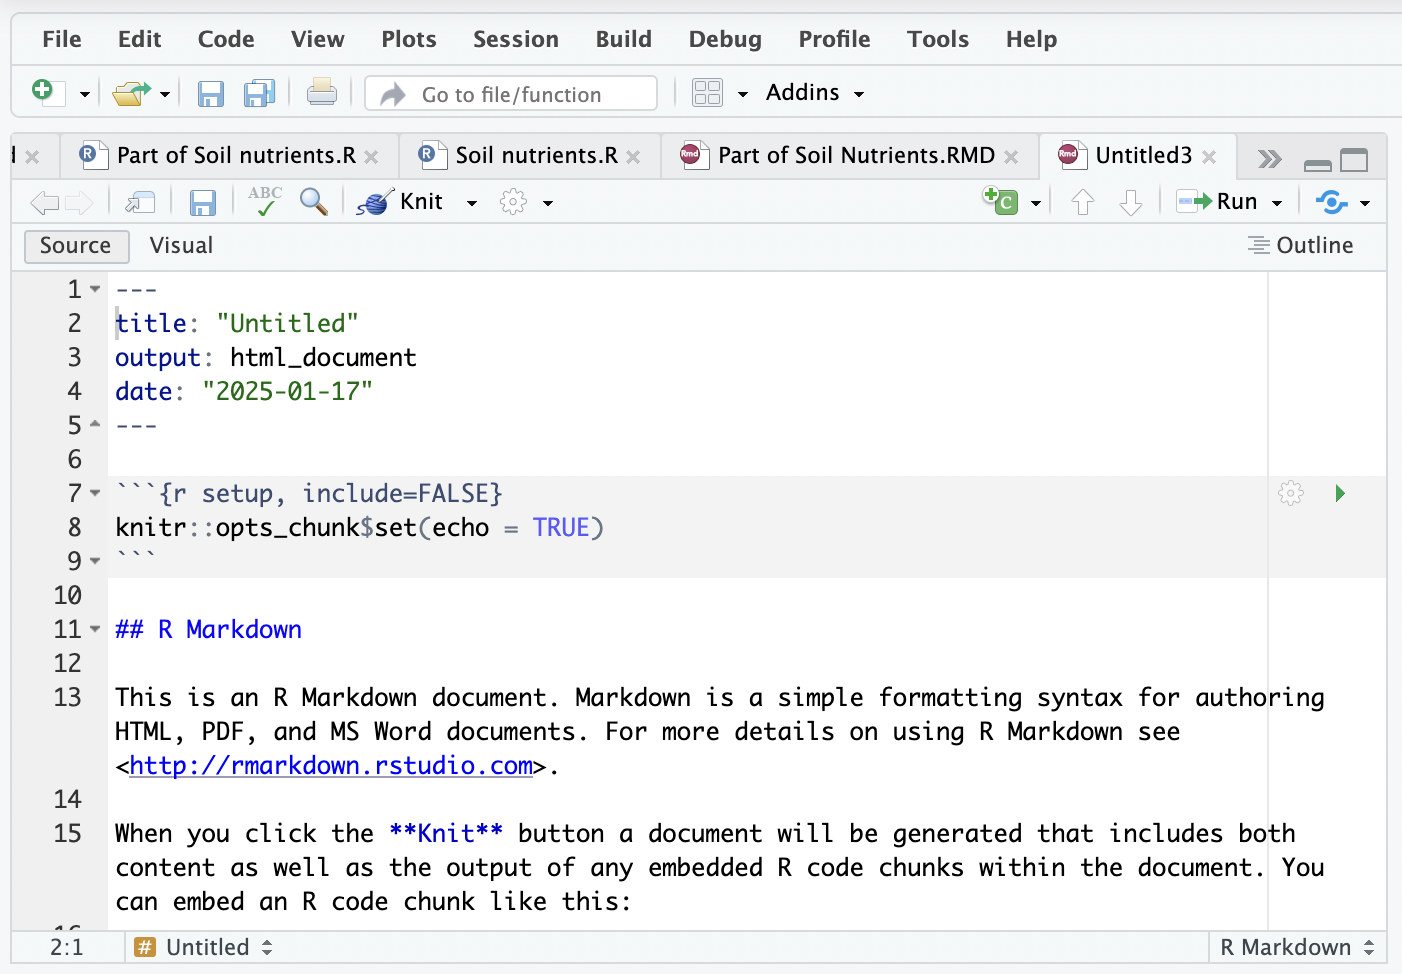 File Edit Code View Plots Session Build Debug Profile Tools Help
Go to file/function Addins
Part of Soil nutrients.R Soil nutrients.R Part of Soil Nutrients.RMD Untitled3
ABC Knit C Run
Source Visual Outline
1 ---
2 title: "Untitled"
3 output: html_document
4 date: "2025-01-17"
5 ---
6
7 ```{r setup, include=FALSE}
8 knitr::opts_chunk$set(echo = TRUE)
9 ```
10
11 ## R Markdown
12
13 This is an R Markdown document. Markdown is a simple formatting syntax for authoring
HTML, PDF, and MS Word documents. For more details on using R Markdown see
<http://rmarkdown.rstudio.com>.
14
15 When you click the **Knit** button a document will be generated that includes both
content as well as the output of any embedded R code chunks within the document. You
can embed an R code chunk like this:
2:1 # Untitled R Markdown